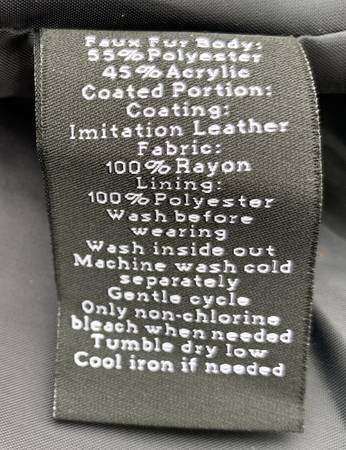 Faux Fur Body:
55% Polyester
45% Acrylic
Coated Portion:
Coating:
Imitation Leather
Fabric:
100% Rayon
Lining:
100% Polyester
Wash before
wearing
Wash inside out
Machine wash cold
separately
Gentle cycle
Only non-chlorine
bleach when needed
Tumble dry low
Cool iron if needed